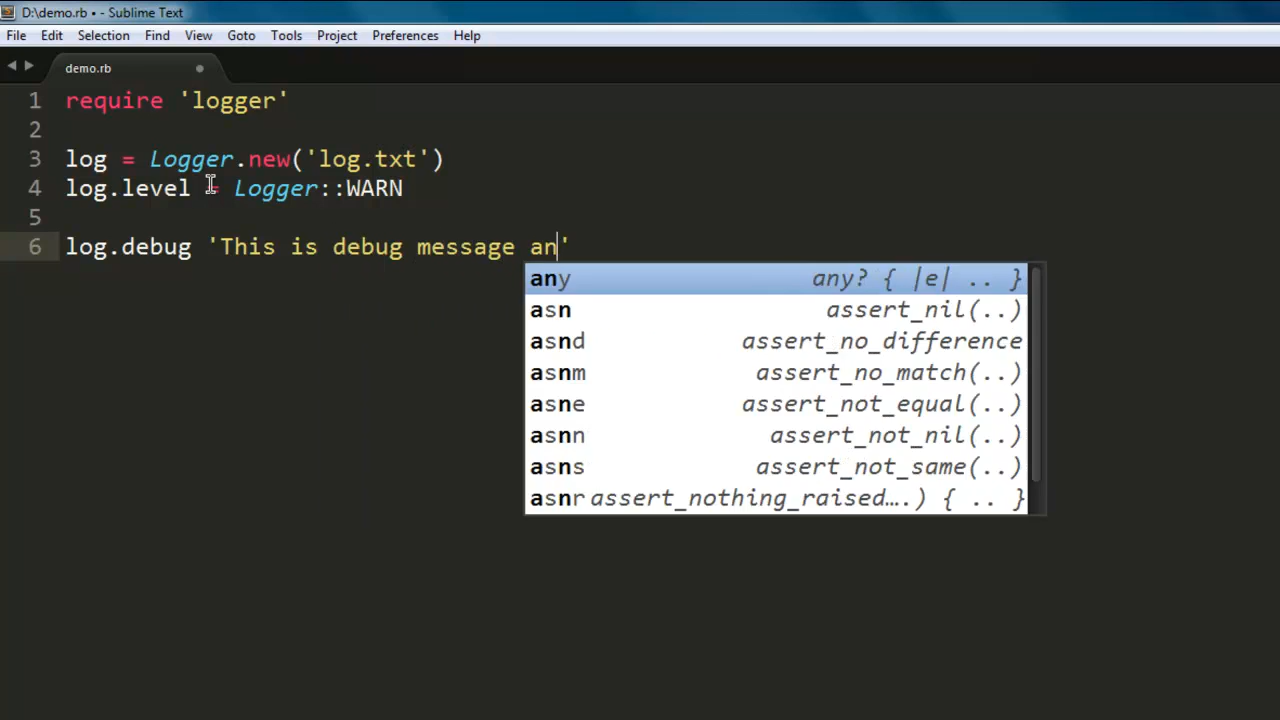 D:\demo.rb • - Sublime Text
File Edit Selection Find View Goto Tools Project Preferences Help
demo.rb
1 require 'logger'
2
3 log = Logger.new('log.txt')
4 log.level = Logger::WARN
5
6 log.debug 'This is debug message an'
any any? { |e| .. }
asn assert_nil(..)
asnd assert_no_difference
asnm assert_no_match(..)
asne assert_not_equal(..)
asnn assert_not_nil(..)
asns assert_not_same(..)
asnr assert_nothing_raised….) { .. }